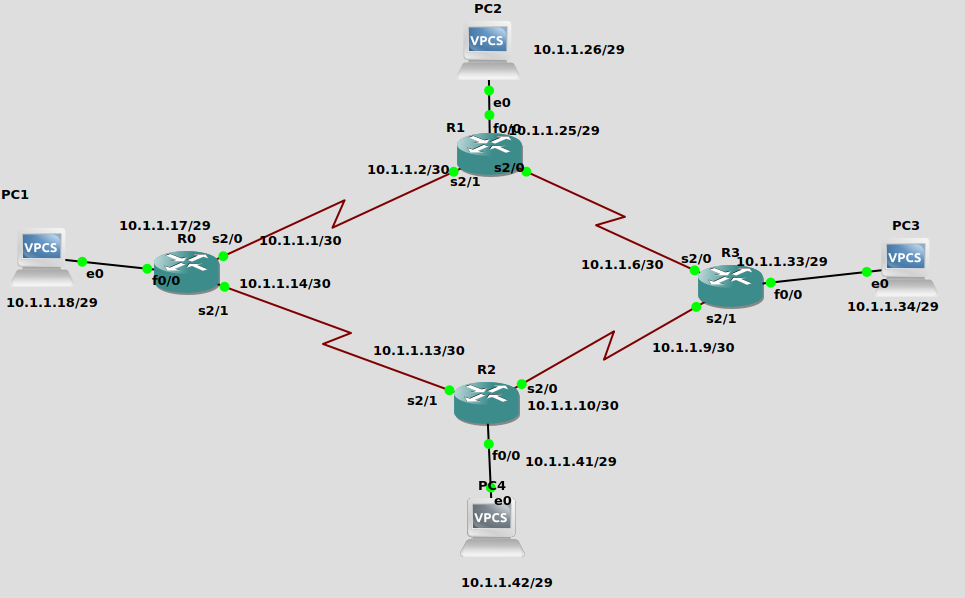 PC2
VPCS
10.1.1.26/29
e0
R1
f0/0
10.1.1.25/29
10.1.1.2/30
s2/0
s2/1
PC1
10.1.1.17/29
R0
s2/0
10.1.1.1/30
VPCS
e0
f0/0
10.1.1.18/29
10.1.1.14/30
s2/1
PC3
10.1.1.6/30
s2/0
R3
10.1.1.33/29
VPCS
e0
f0/0
10.1.1.34/29
s2/1
10.1.1.9/30
10.1.1.13/30
R2
s2/1
s2/0
10.1.1.10/30
f0/0
10.1.1.41/29
PC4
e0
VPCS
10.1.1.42/29